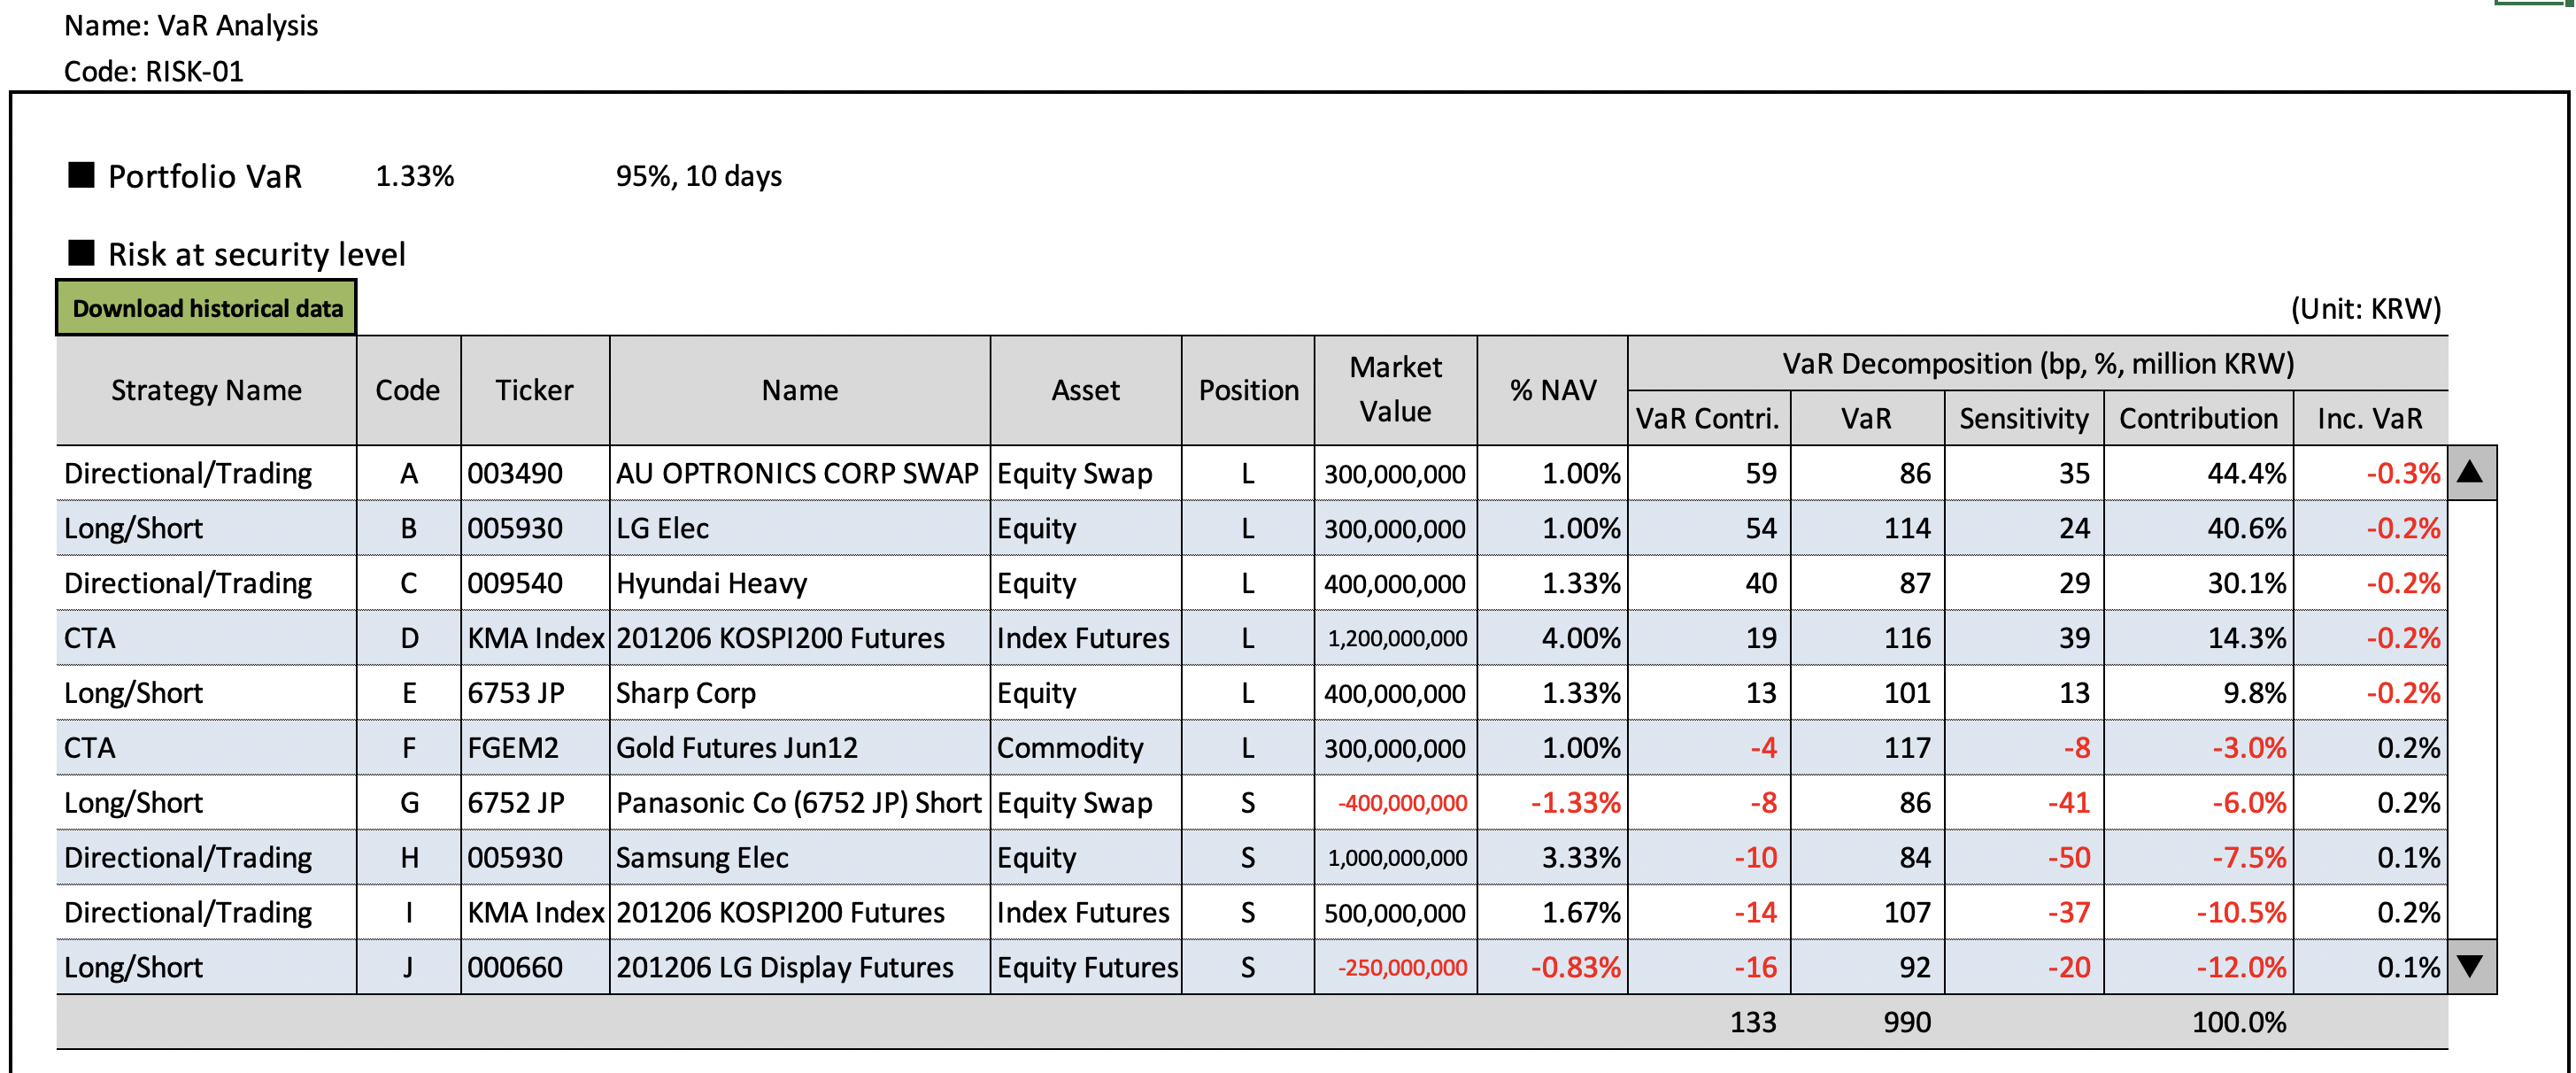 Name: VaR Analysis
Code: RISK-01
■ Portfolio VaR 1.33% 95%, 10 days
■ Risk at security level
Download historical data (Unit: KRW)
Strategy Name Code Ticker Name Asset Position Market Value % NAV VaR Decomposition (bp, %, million KRW)
VaR Contri. VaR Sensitivity Contribution Inc. VaR
Directional/Trading A 003490 AU OPTRONICS CORP SWAP Equity Swap L 300,000,000 1.00% 59 86 35 44.4% -0.3%
Long/Short B 005930 LG Elec Equity L 300,000,000 1.00% 54 114 24 40.6% -0.2%
Directional/Trading C 009540 Hyundai Heavy Equity L 400,000,000 1.33% 40 87 29 30.1% -0.2%
CTA D KMA Index 201206 KOSPI200 Futures Index Futures L 1,200,000,000 4.00% 19 116 39 14.3% -0.2%
Long/Short E 6753 JP Sharp Corp Equity L 400,000,000 1.33% 13 101 13 9.8% -0.2%
CTA F FGEM2 Gold Futures Jun12 Commodity L 300,000,000 1.00% -4 117 -8 -3.0% 0.2%
Long/Short G 6752 JP Panasonic Co (6752 JP) Short Equity Swap S -400,000,000 -1.33% -8 86 -41 -6.0% 0.2%
Directional/Trading H 005930 Samsung Elec Equity S 1,000,000,000 3.33% -10 84 -50 -7.5% 0.1%
Directional/Trading I KMA Index 201206 KOSPI200 Futures Index Futures S 500,000,000 1.67% -14 107 -37 -10.5% 0.2%
Long/Short J 000660 201206 LG Display Futures Equity Futures S -250,000,000 -0.83% -16 92 -20 -12.0% 0.1%
133 990 100.0%